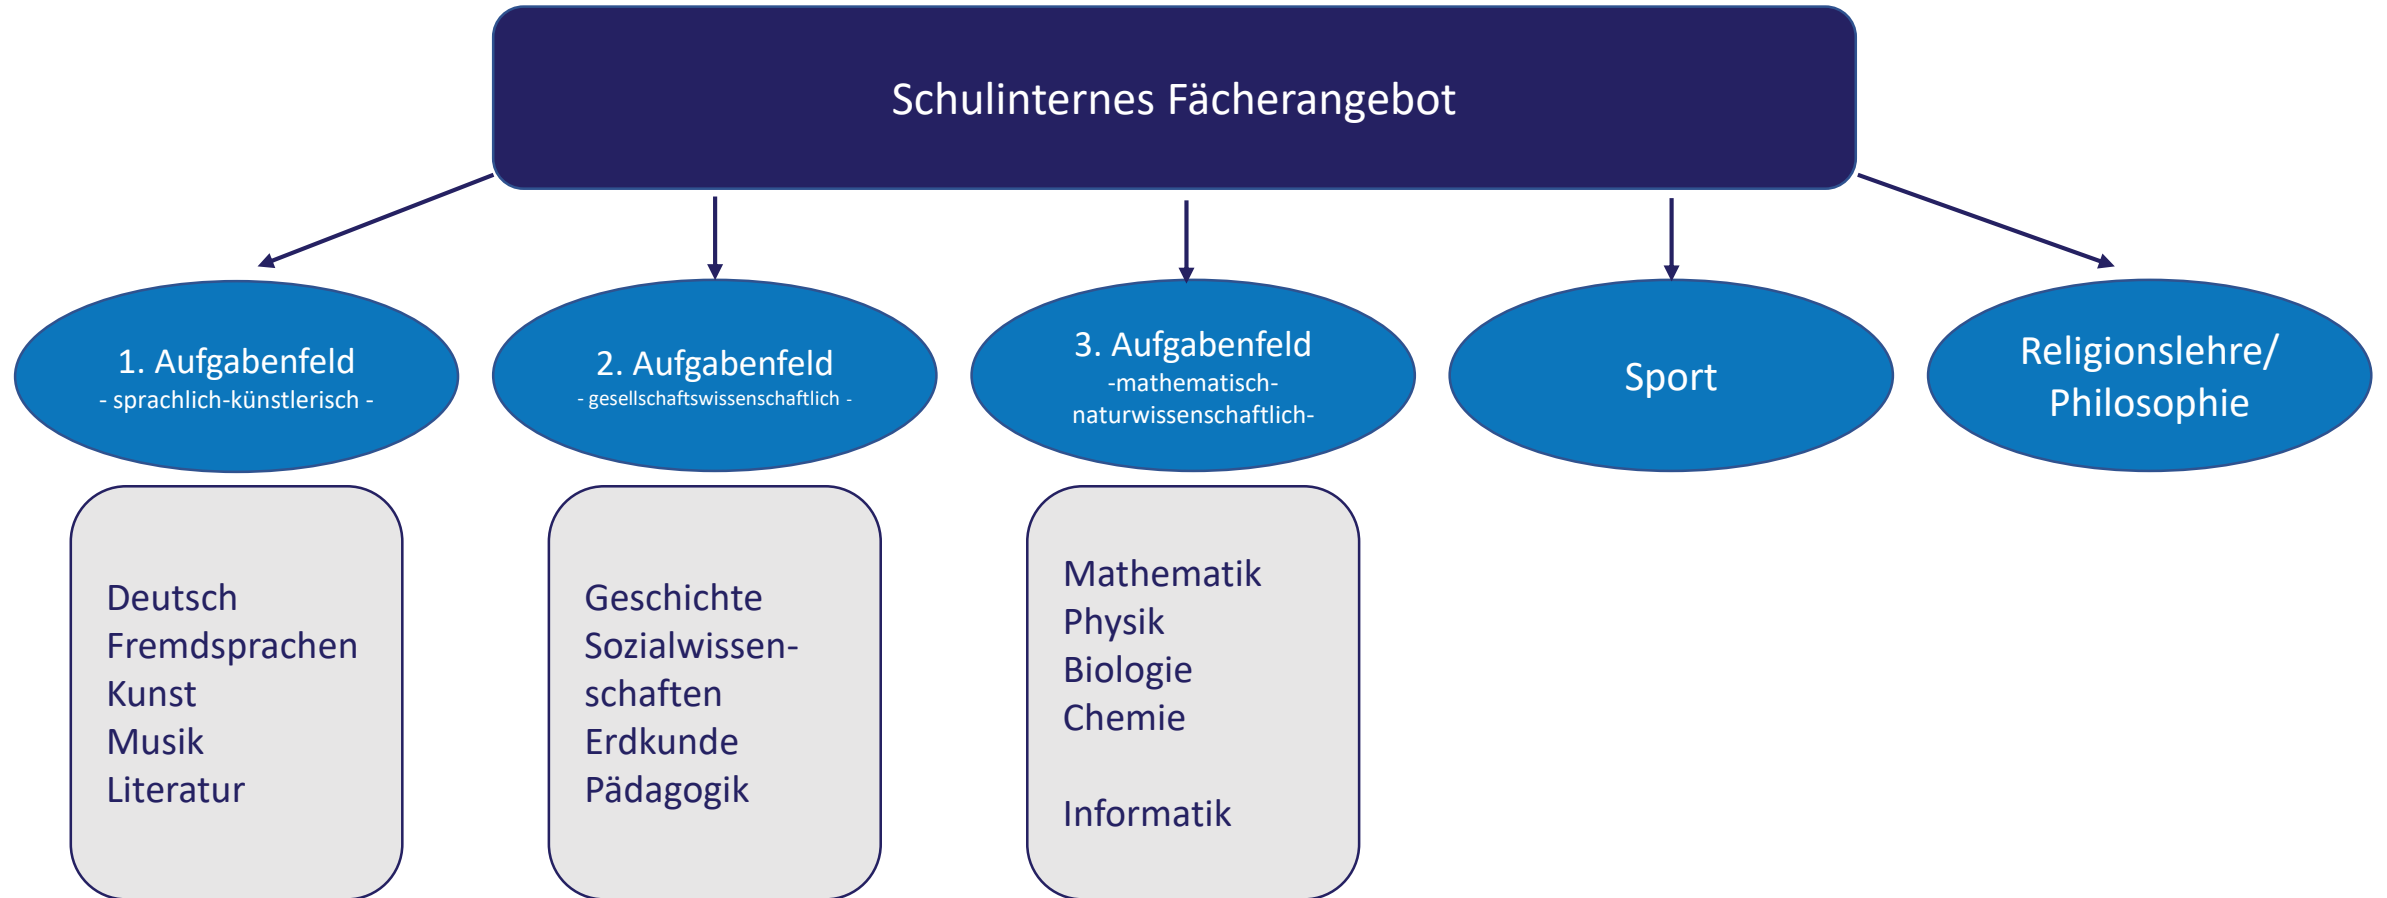 Schulinternes Fächerangebot
1. Aufgabenfeld
- sprachlich-künstlerisch -
2. Aufgabenfeld
- gesellschaftswissenschaftlich -
3. Aufgabenfeld
-mathematisch-
naturwissenschaftlich-
Sport
Religionslehre/
Philosophie
Deutsch
Fremdsprachen
Kunst
Musik
Literatur
Geschichte
Sozialwissen-
schaften
Erdkunde
Pädagogik
Mathematik
Physik
Biologie
Chemie
Informatik